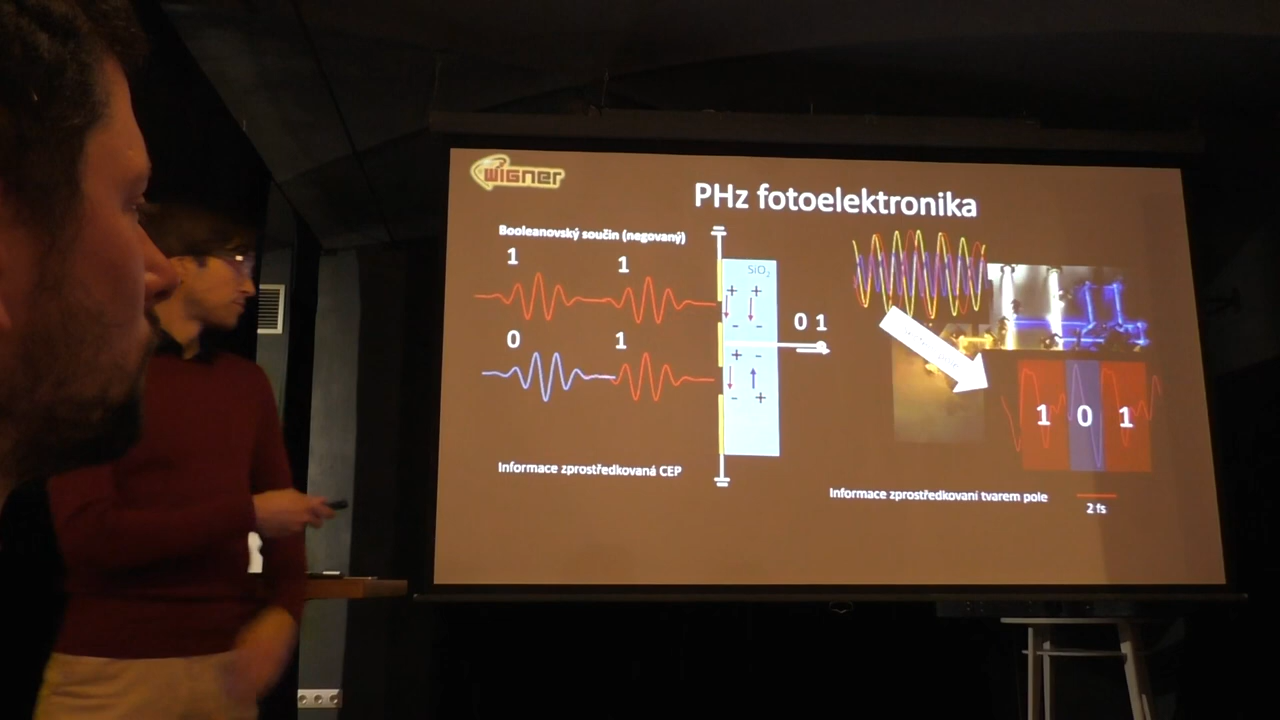 WIGNER
PHz fotoelektronika
Booleanovský součin (negovaný)
1 1
SiO₂
+ +
- -
0 1
0 1
+ -
- +
Informace zprostředkovaná CEP
1 0 1
Informace zprostředkovaní tvarem pole
2 fs